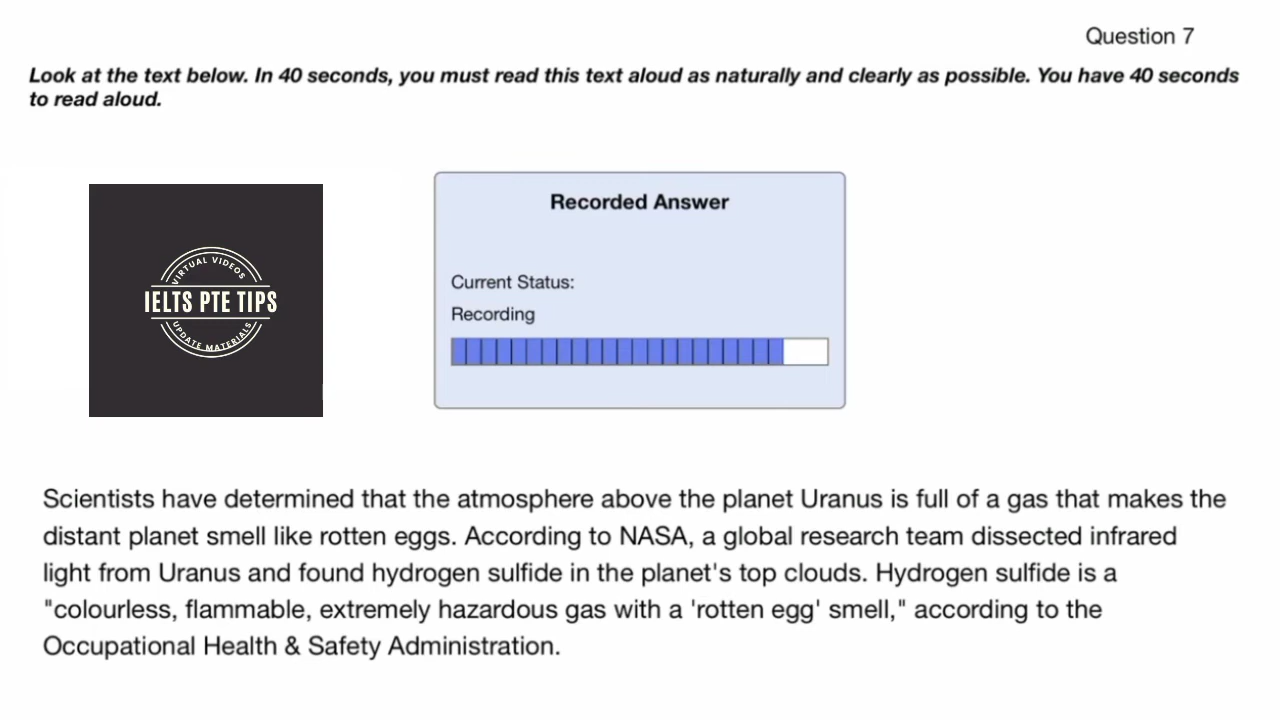 Question 7
Look at the text below. In 40 seconds, you must read this text aloud as naturally and clearly as possible. You have 40 seconds
to read aloud.
Recorded Answer
VIRTUAL VIDEOS
IELTS PTE TIPS
UPDATE MATERIALS
Current Status:
Recording
Scientists have determined that the atmosphere above the planet Uranus is full of a gas that makes the
distant planet smell like rotten eggs. According to NASA, a global research team dissected infrared
light from Uranus and found hydrogen sulfide in the planet's top clouds. Hydrogen sulfide is a
"colourless, flammable, extremely hazardous gas with a 'rotten egg' smell," according to the
Occupational Health & Safety Administration.